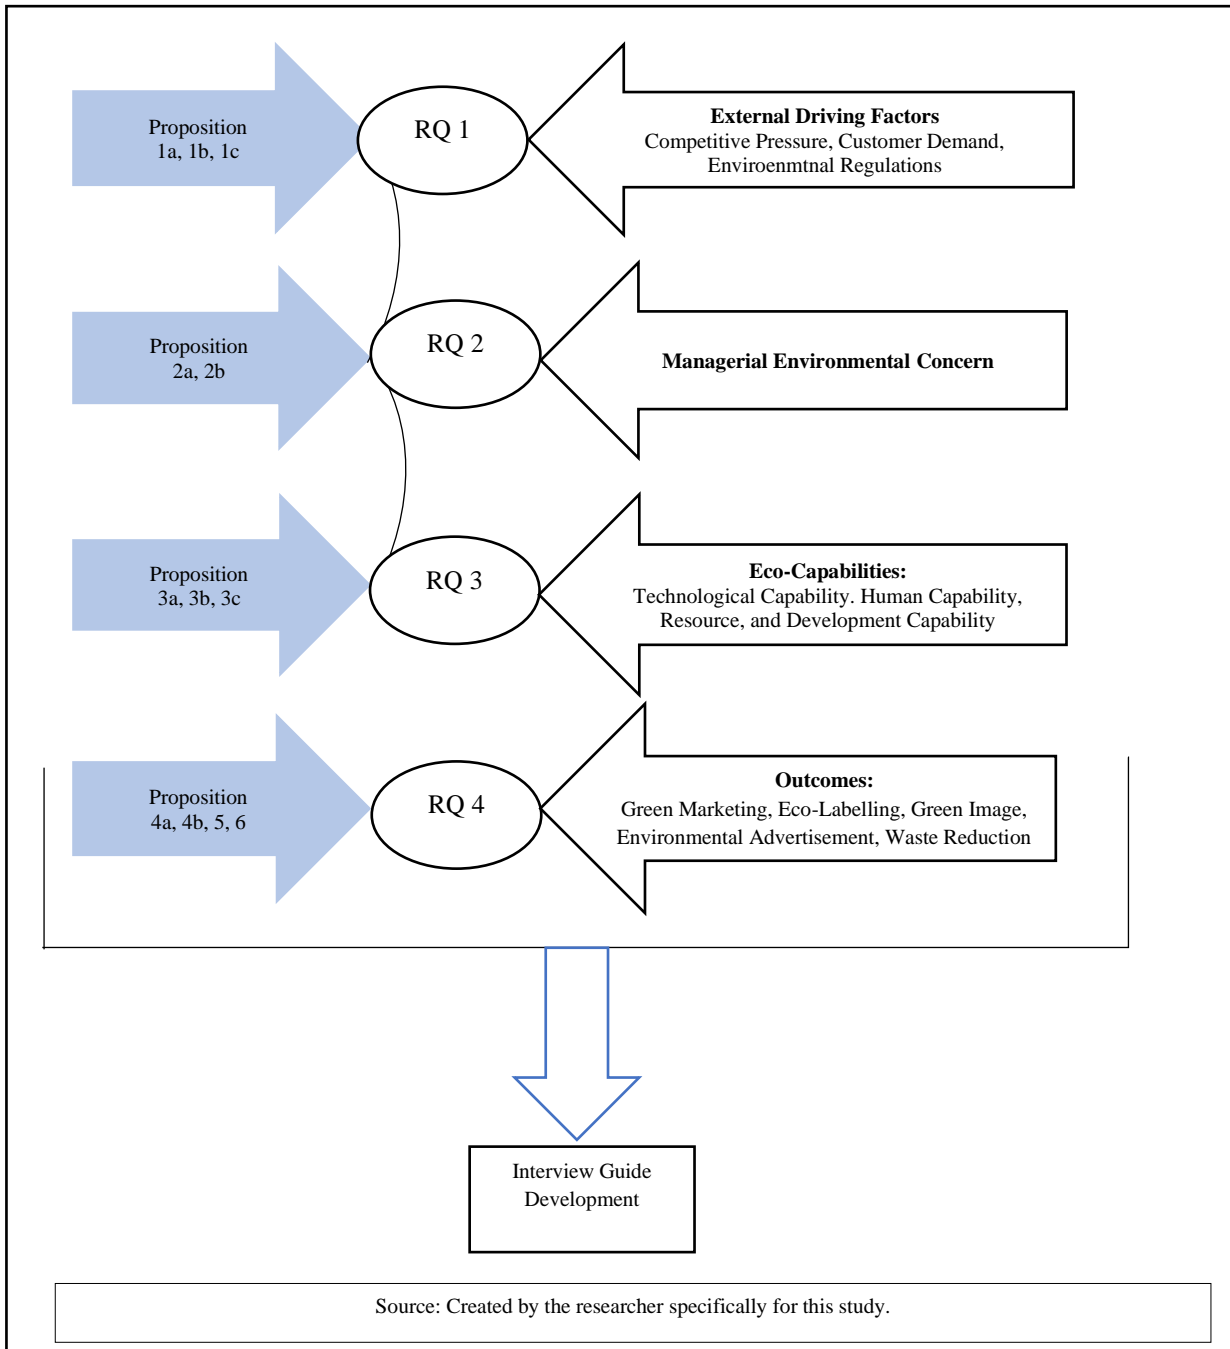 Proposition
1a, 1b, 1c
RQ 1
External Driving Factors
Competitive Pressure, Customer Demand,
Enviroenmtnal Regulations
Proposition
2a, 2b
RQ 2
Managerial Environmental Concern
Proposition
3a, 3b, 3c
RQ 3
Eco-Capabilities:
Technological Capability. Human Capability,
Resource, and Development Capability
Proposition
4a, 4b, 5, 6
RQ 4
Outcomes:
Green Marketing, Eco-Labelling, Green Image,
Environmental Advertisement, Waste Reduction
Interview Guide
Development
Source: Created by the researcher specifically for this study.